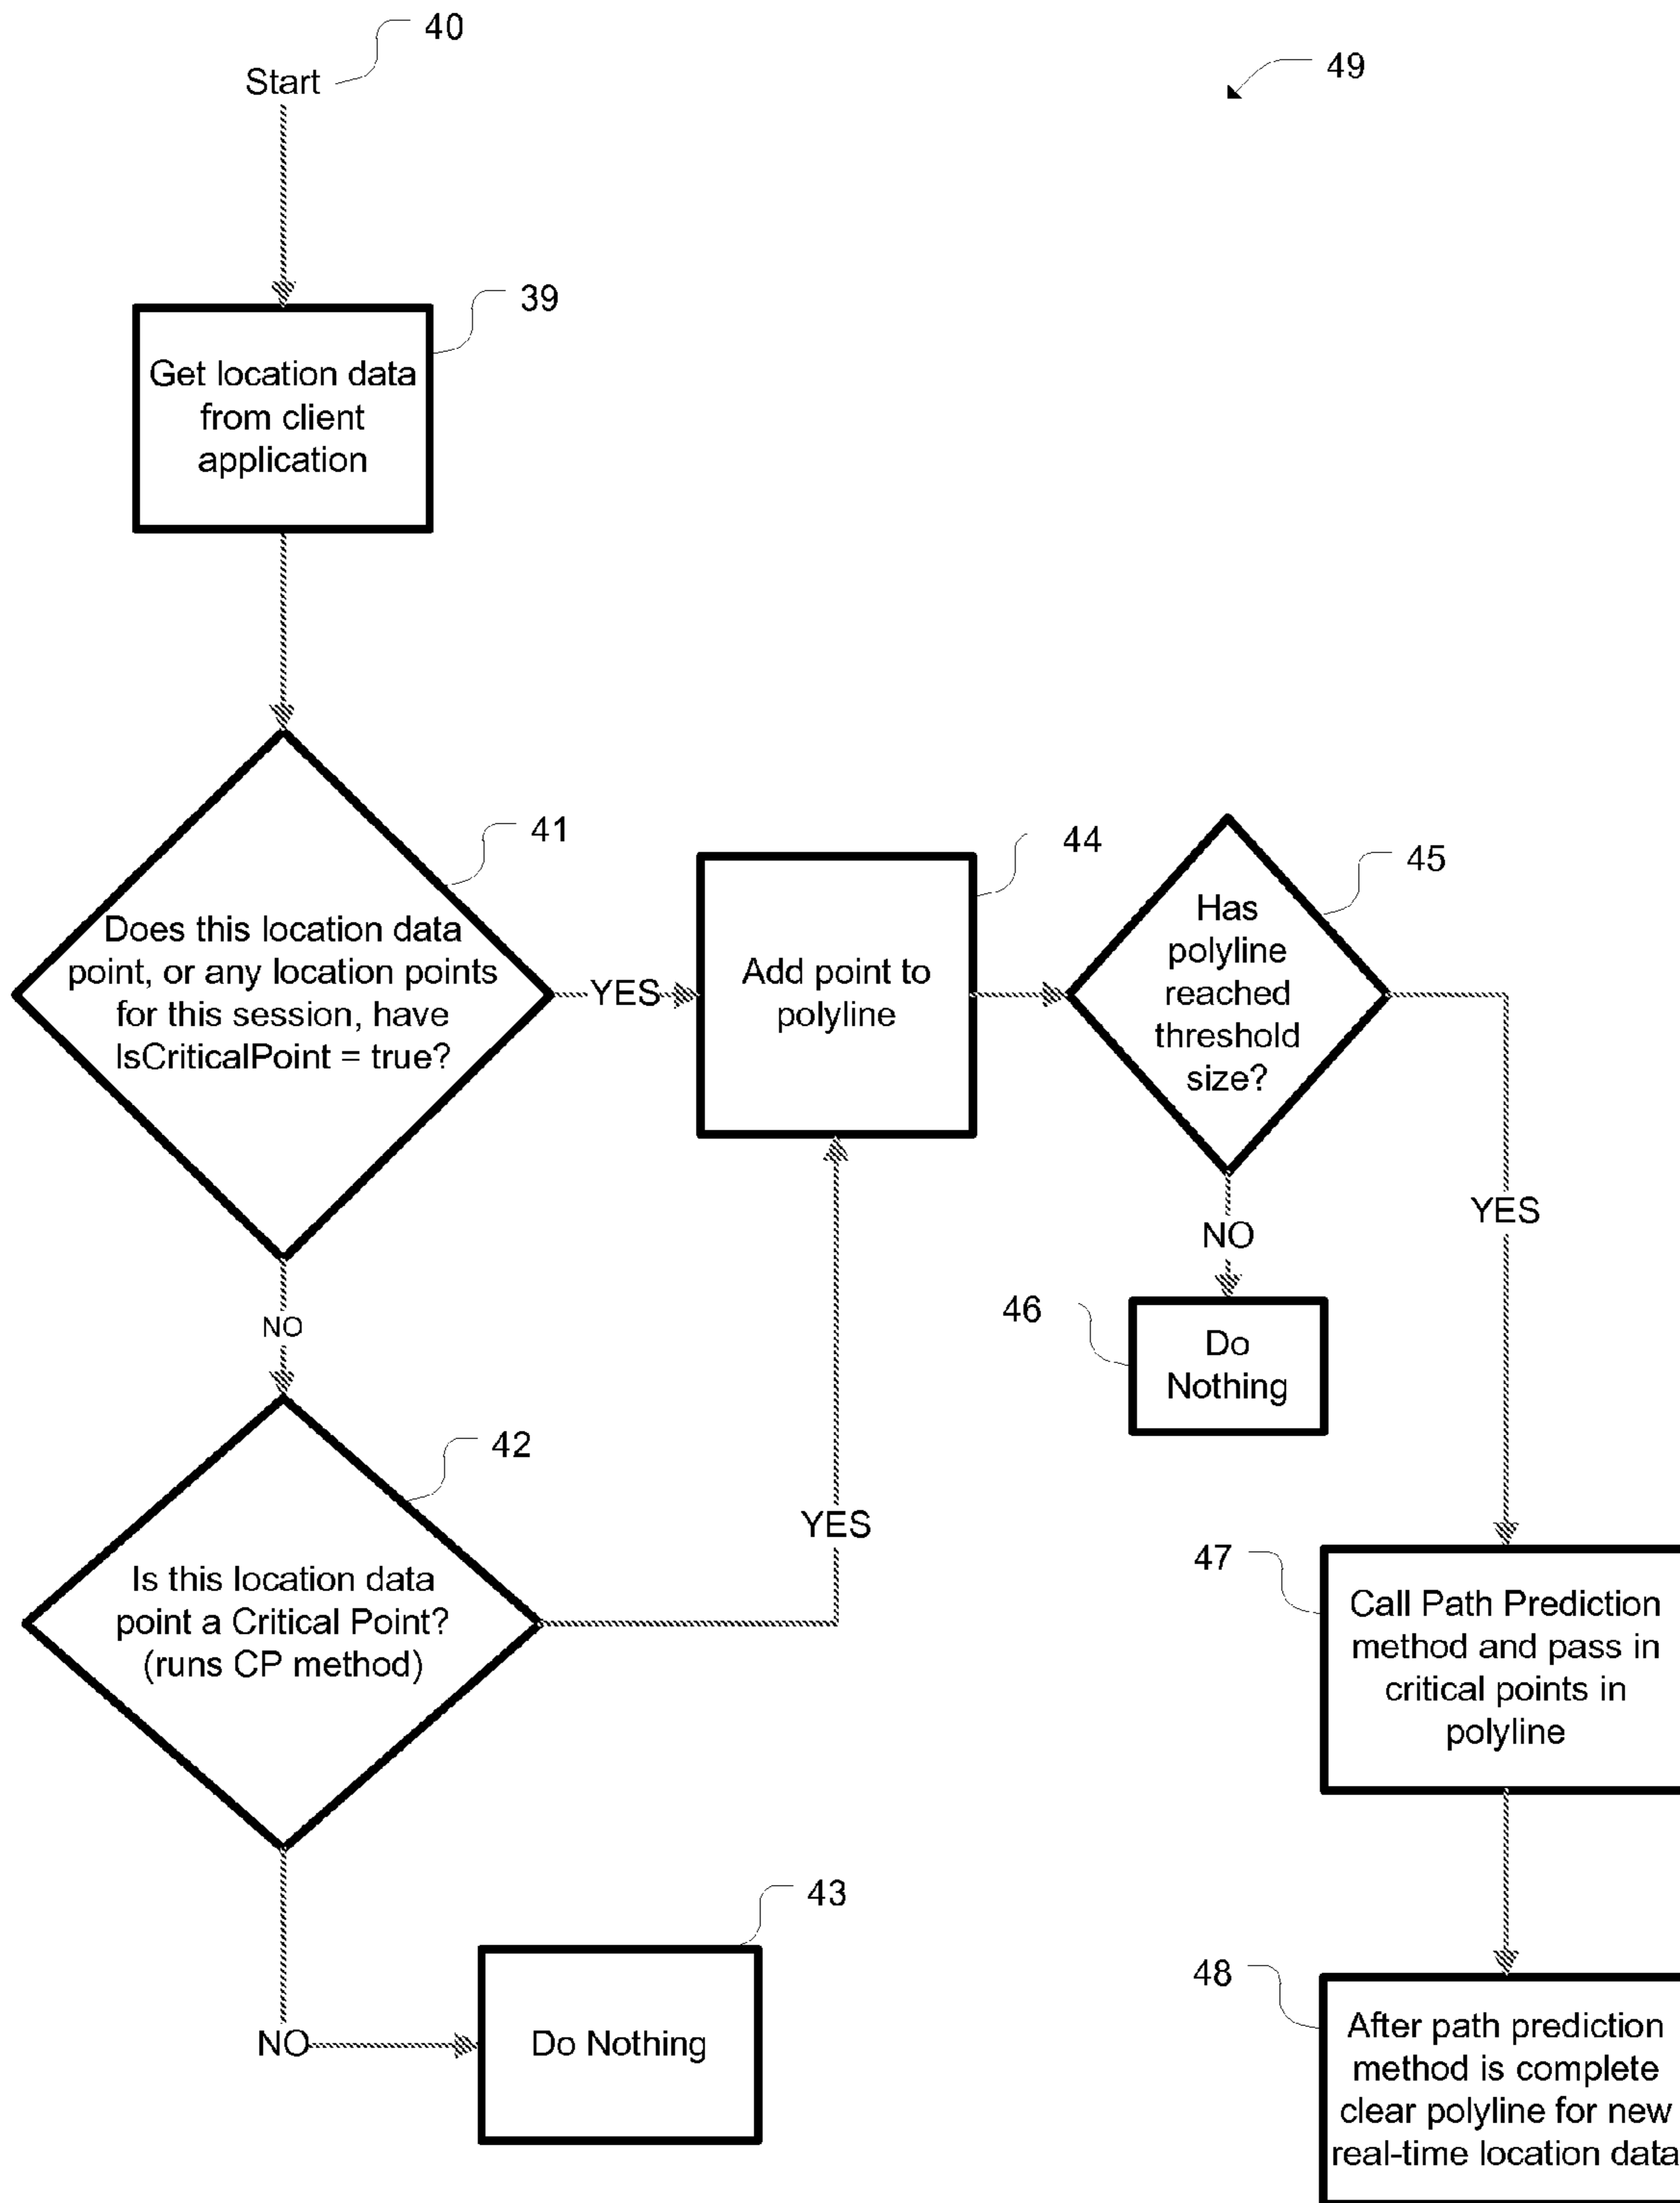 40
Start
49
39
Get location data
from client
application
41
Does this location data
point, or any location points
for this session, have
IsCriticalPoint = true?
YES
44
Add point to
polyline
45
Has
polyline
reached
threshold
size?
YES
NO
46
Do
Nothing
NO
42
Is this location data
point a Critical Point?
(runs CP method)
YES
47
Call Path Prediction
method and pass in
critical points in
polyline
NO
43
Do Nothing
48
After path prediction
method is complete
clear polyline for new
real-time location data